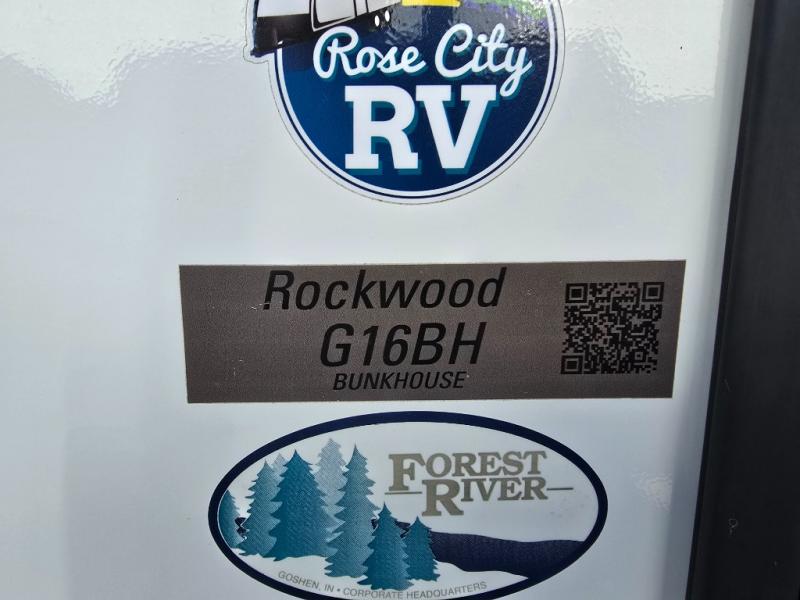 Rose City
RV
Rockwood
G16BH
BUNKHOUSE
FOREST
RIVER
GOSHEN, IN • CORPORATE HEADQUARTERS